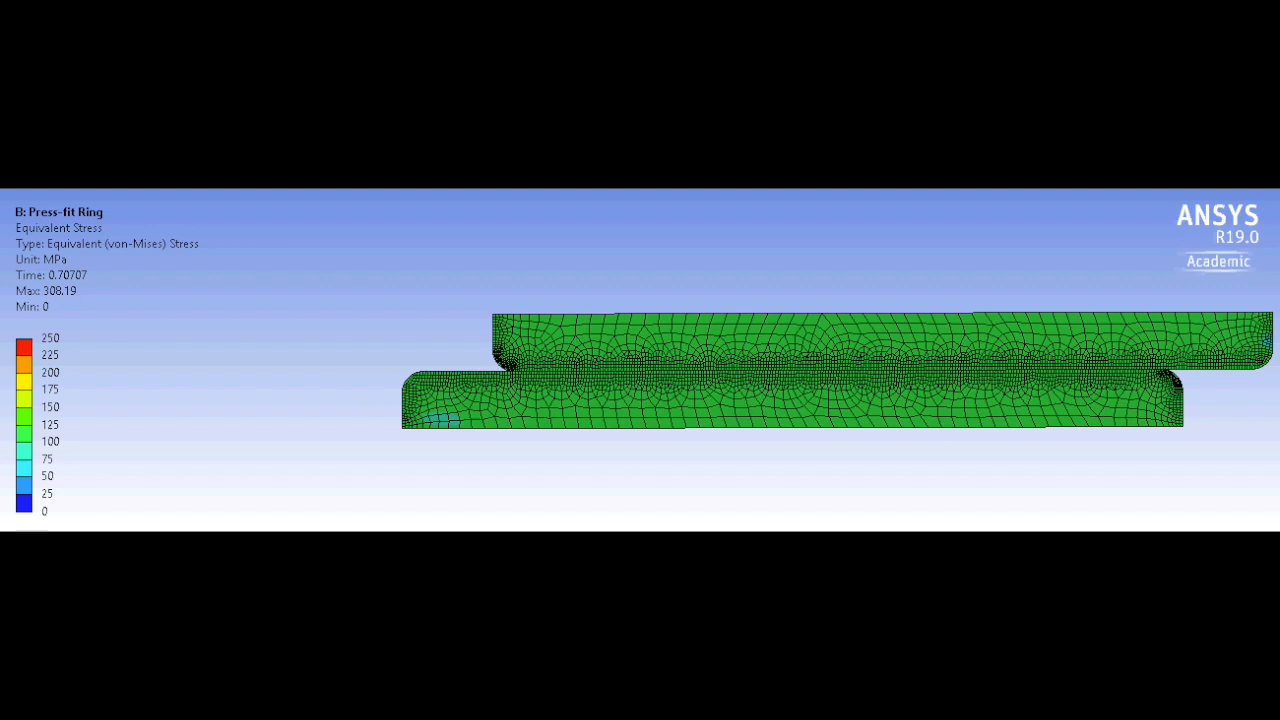 B: Press-fit Ring
Equivalent Stress
Type: Equivalent (von-Mises) Stress
Unit: MPa
Time: 0.70707
Max: 308.19
Min: 0
250
225
200
175
150
125
100
75
50
25
0
ANSYS
R19.0
Academic